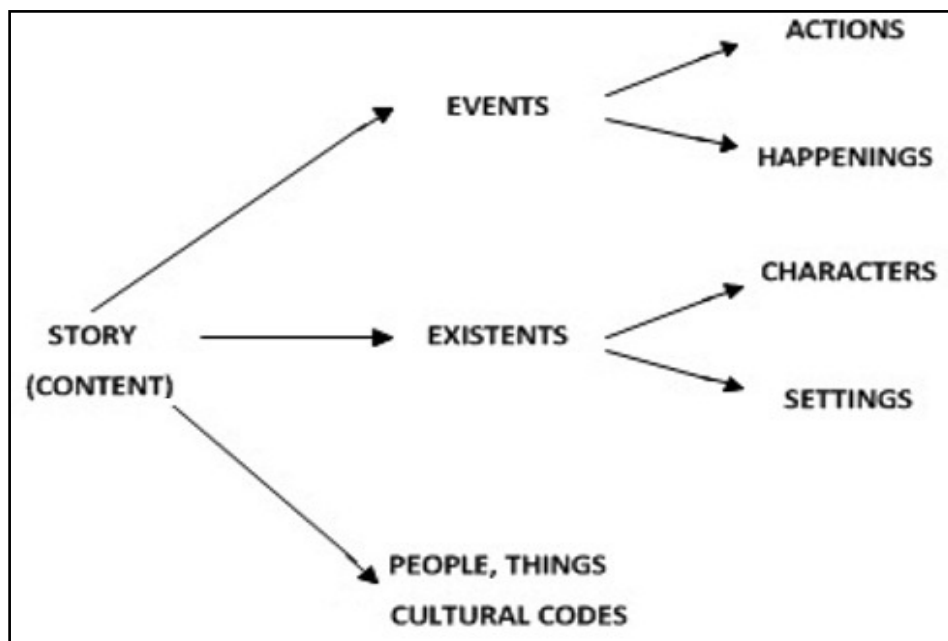 ACTIONS
EVENTS
HAPPENINGS
CHARACTERS
STORY
(CONTENT)
EXISTENTS
SETTINGS
PEOPLE, THINGS
CULTURAL CODES